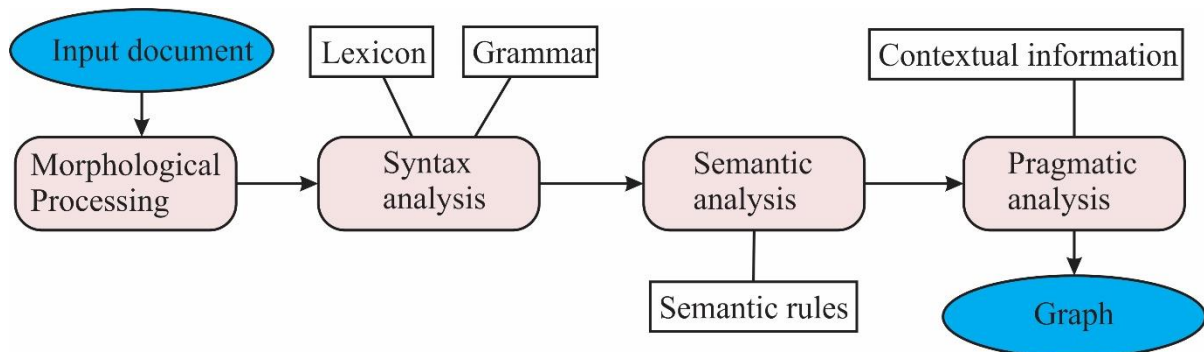 Input document
Lexicon
Grammar
Contextual information
Morphological
Processing
Syntax
analysis
Semantic
analysis
Pragmatic
analysis
Semantic rules
Graph